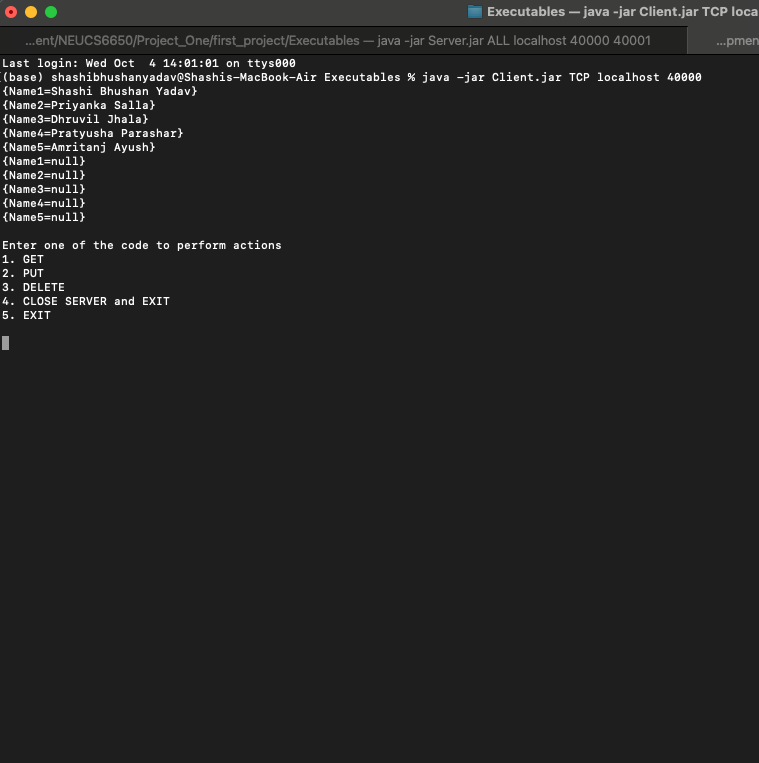 Executables — java -jar Client.jar TCP loca
...ent/NEUCS6650/Project_One/first_project/Executables — java -jar Server.jar ALL localhost 40000 40001
...pmen
Last login: Wed Oct  4 14:01:01 on ttys000
(base) shashibhushanyadav@Shashis-MacBook-Air Executables % java -jar Client.jar TCP localhost 40000
{Name1=Shashi Bhushan Yadav}
{Name2=Priyanka Salla}
{Name3=Dhruvil Jhala}
{Name4=Pratyusha Parashar}
{Name5=Amritanj Ayush}
{Name1=null}
{Name2=null}
{Name3=null}
{Name4=null}
{Name5=null}
Enter one of the code to perform actions
1. GET
2. PUT
3. DELETE
4. CLOSE SERVER and EXIT
5. EXIT